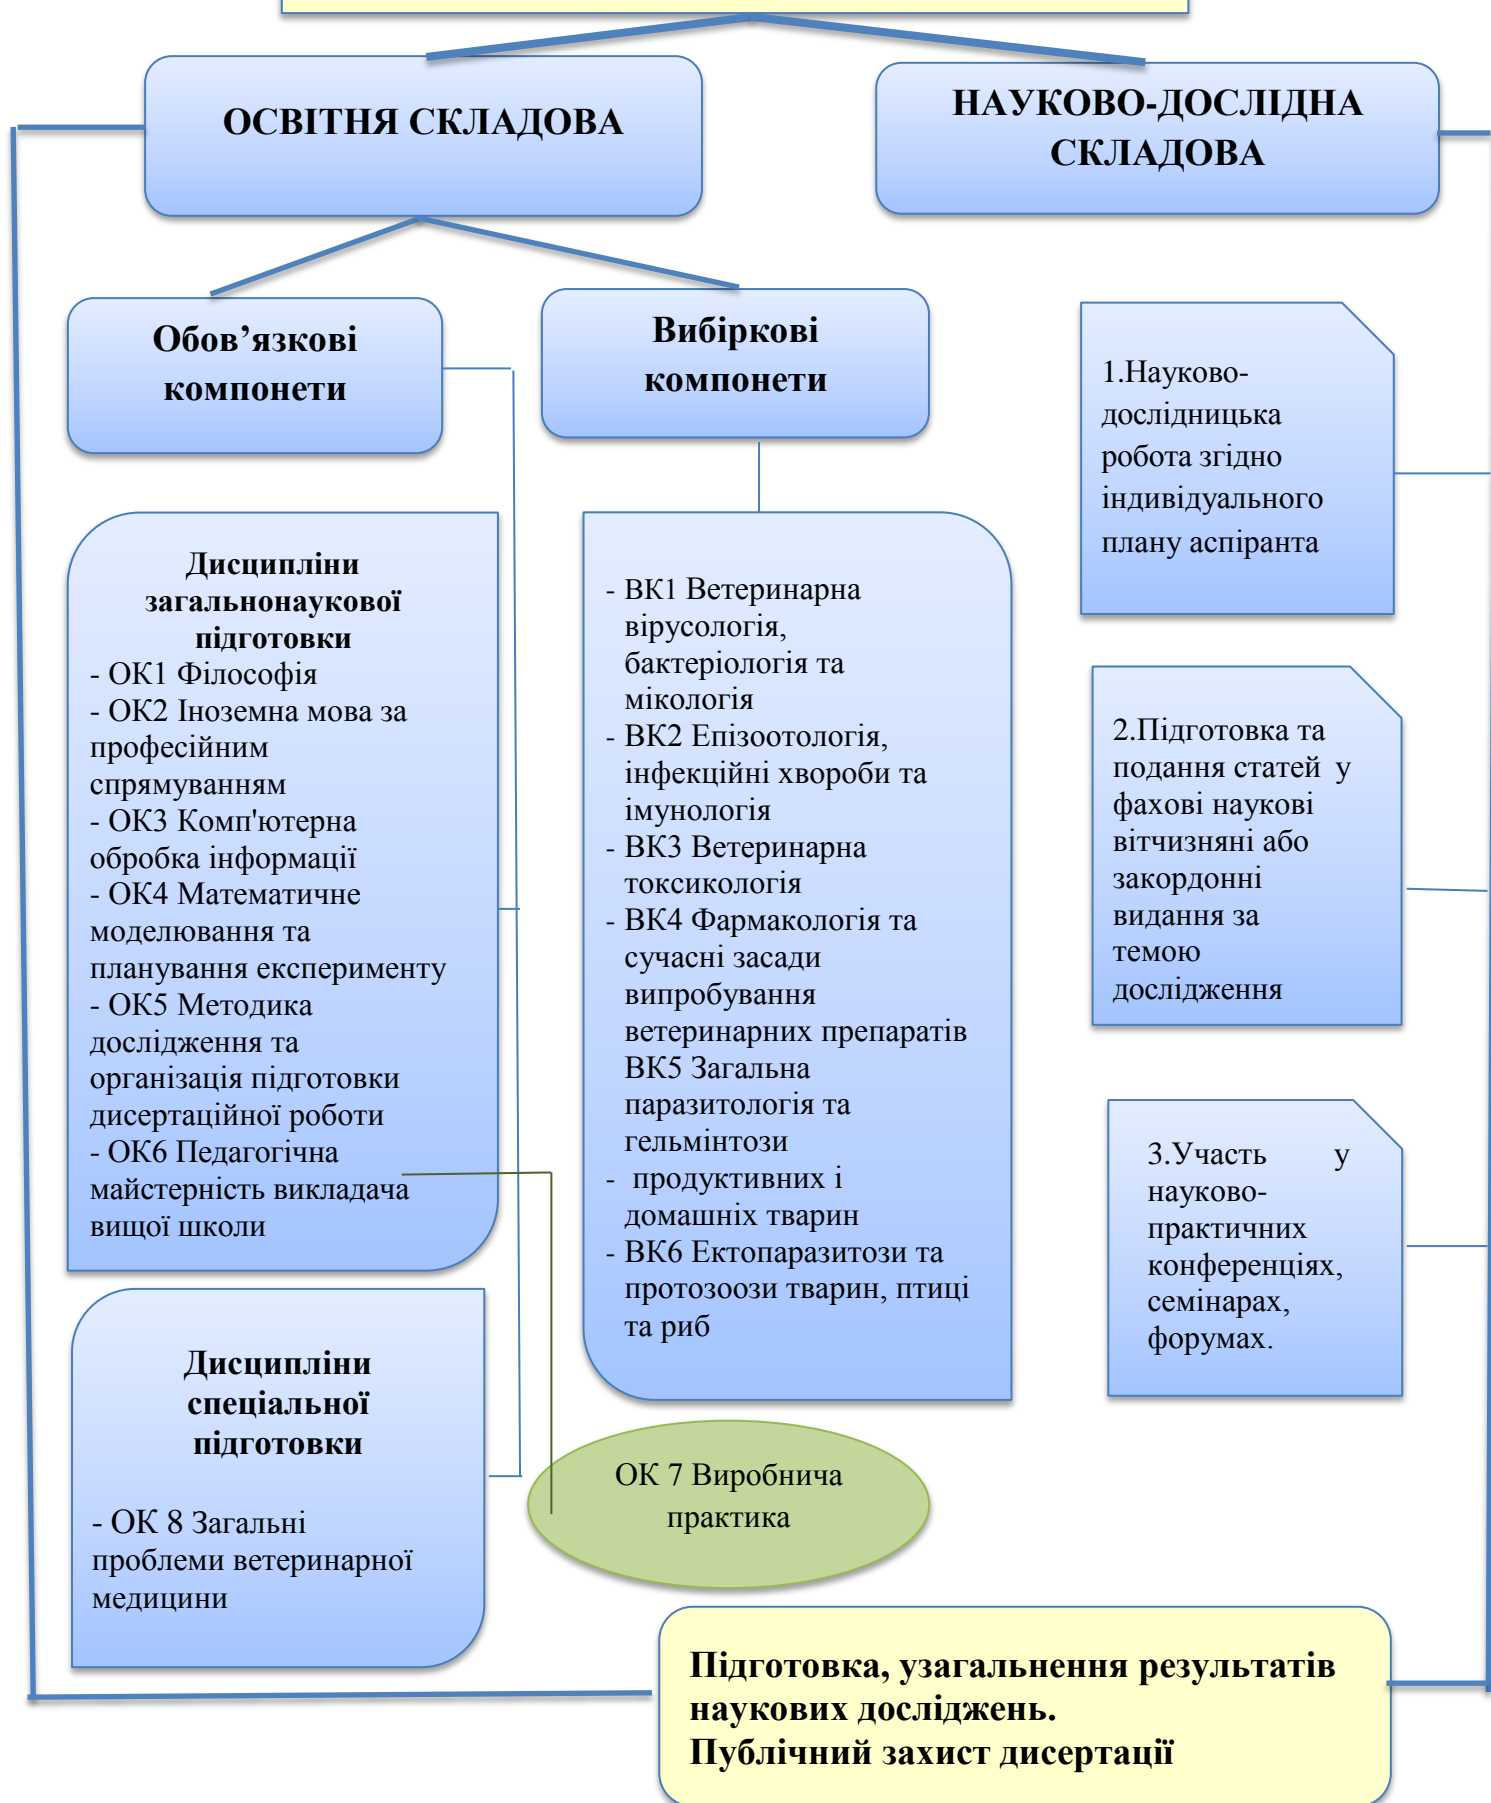 ОСВІТНЯ СКЛАДОВА
НАУКОВО-ДОСЛІДНА
СКЛАДОВА
Обов’язкові
компонети
Вибіркові
компонети
Дисципліни
загальнонаукової
підготовки
- ОК1 Філософія
- ОК2 Іноземна мова за
професійним
спрямуванням
- ОК3 Комп'ютерна
обробка інформації
- ОК4 Математичне
моделювання та
планування експерименту
- ОК5 Методика
дослідження та
організація підготовки
дисертаційної роботи
- ОК6 Педагогічна
майстерність викладача
вищої школи
Дисципліни
спеціальної
підготовки
- ОК 8 Загальні
проблеми ветеринарної
медицини
- ВК1 Ветеринарна
вірусологія,
бактеріологія та
мікологія
- ВК2 Епізоотологія,
інфекційні хвороби та
імунологія
- ВК3 Ветеринарна
токсикологія
- ВК4 Фармакологія та
сучасні засади
випробування
ветеринарних препаратів
ВК5 Загальна
паразитологія та
гельмінтози
- продуктивних і
домашніх тварин
- ВК6 Ектопаразитози та
протозоози тварин, птиці
та риб
ОК 7 Виробнича
практика
1.Науково-
дослідницька
робота згідно
індивідуального
плану аспіранта
2.Підготовка та
подання статей у
фахові наукові
вітчизняні або
закордонні
видання за
темою
дослідження
3.Участь у
науково-
практичних
конференціях,
семінарах,
форумах.
Підготовка, узагальнення результатів
наукових досліджень.
Публічний захист дисертації